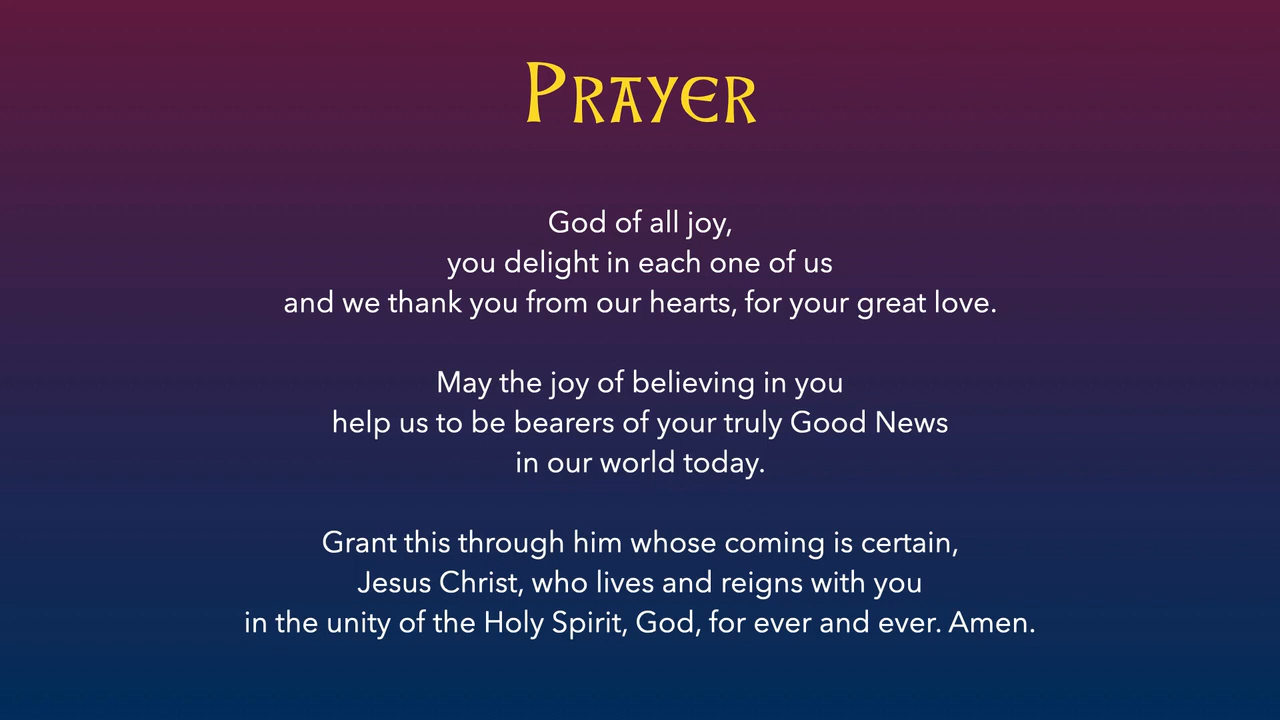 Prayer
God of all joy,
you delight in each one of us
and we thank you from our hearts, for your great love.
May the joy of believing in you
help us to be bearers of your truly Good News
in our world today.
Grant this through him whose coming is certain,
Jesus Christ, who lives and reigns with you
in the unity of the Holy Spirit, God, for ever and ever. Amen.